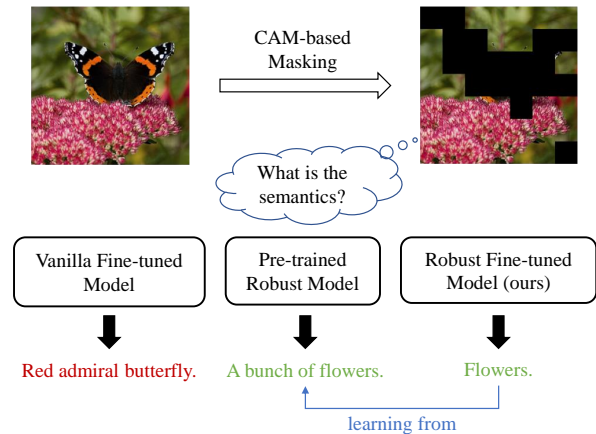 CAM-based
Masking
What is the
semantics?
Vanilla Fine-tuned
Model
Pre-trained
Robust Model
Robust Fine-tuned
Model (ours)
Red admiral butterfly.
A bunch of flowers.
Flowers.
learning from